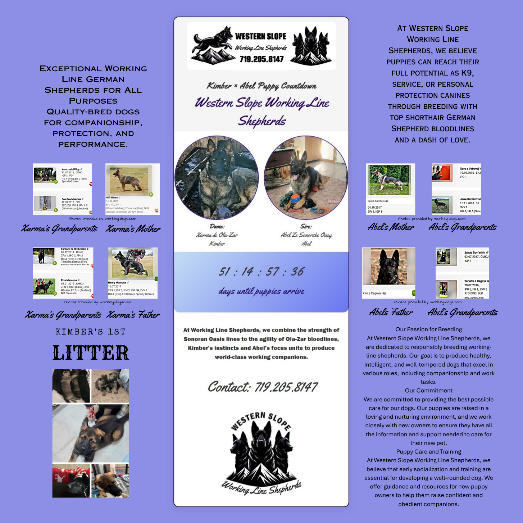 Exceptional Working
Line German
Shepherds for All
Purposes
Quality-bred dogs
for companionship,
protection, and
performance.
Karma's Grandparents Karma's Mother
Karma's Grandparents Karma's Father
KIMBER'S 1ST
LITTER
WESTERN SLOPE
Working Line Shepherds
719.205.8147
Kimber × Abel Puppy Countdown
Western Slope Working Line
Shepherds
Dame:
Karma de Ola-Zar
Kimber
Sire:
Abel
51 : 14 : 57 : 36
days until puppies arrive
At Working Line Shepherds, we combine the strength of
Sonoran Oasis lines to the agility of Ola-Zar bloodlines,
Kimber's instincts and Abel's focus unite to produce
world-class working companions.
Contact: 719.205.8147
WESTERN SLOPE
Working Line Shepherds
At Western Slope
Working Line
Shepherds, we believe
puppies can reach their
full potential as K9,
service, or personal
protection canines
through breeding with
top shorthair German
Shepherd bloodlines
and a dash of love.
Abel's Mother Abel's Grandparents
Abel's Father Abel's Grandparents
Our Passion for Breeding
At Western Slope Working Line Shepherds, we
are dedicated to responsibly breeding working-
line shepherds. Our goal is to produce healthy,
intelligent, and well-tempered dogs that excel in
various roles, including companionship and work
tasks.
Our Commitment
We are committed to providing the best possible
care for our dogs. Our puppies are raised in a
loving and nurturing environment, and we work
closely with new owners to ensure they have all
the information and support needed to care for
their new pet.
Puppy Care and Training
At Western Slope Working Line Shepherds, we
believe that early socialization and training are
essential for developing a well-rounded dog. We
offer guidance and resources for new puppy
owners to help them raise confident and
obedient companions.